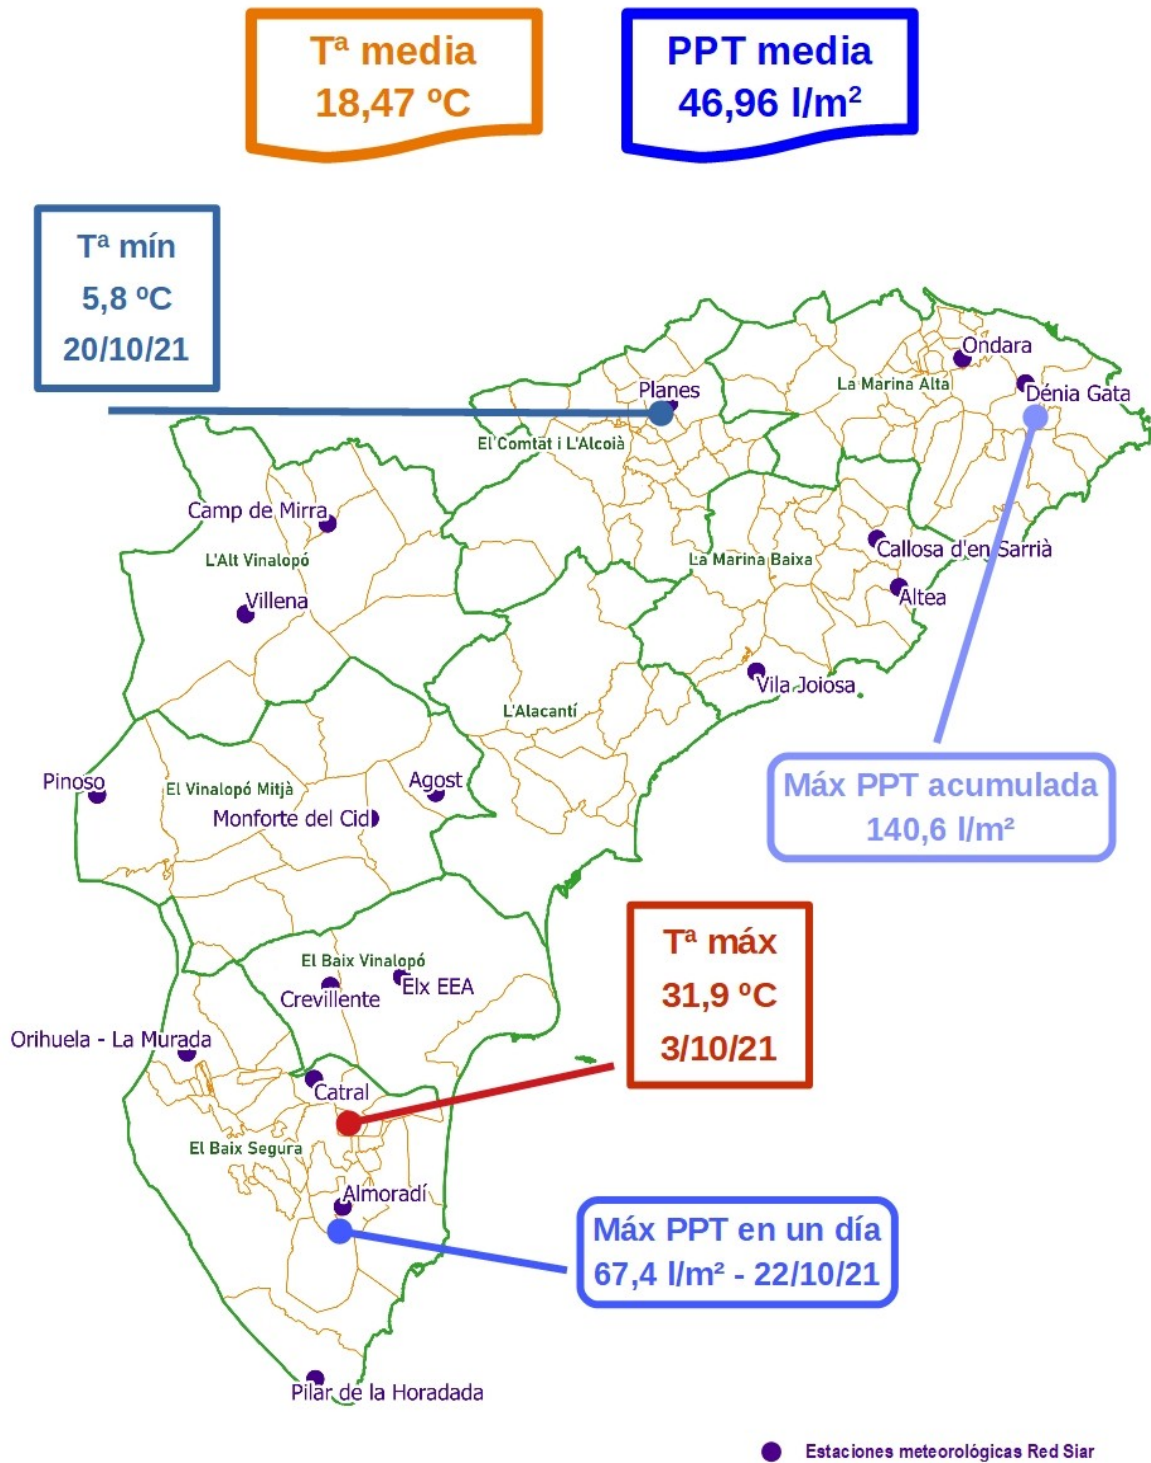 Tª media
18,47 ºC
PPT media
46,96 l/m²
Tª mín
5,8 ºC
20/10/21
Ondara
La Marina Alta
Planes
Dénia Gata
El Comtat i L'Alcoià
Camp de Mirra
Callosa d'en Sarrià
L'Alt Vinalopó
La Marina Baixa
Villena
Altea
Vila Joiosa
L'Alacantí
Pinoso
El Vinalopó Mitjà
Agost
Monforte del Cid
Máx PPT acumulada
140,6 l/m²
Tª máx
31,9 ºC
3/10/21
El Baix Vinalopó
Elx EEA
Crevillente
Orihuela - La Murada
Catral
El Baix Segura
Almoradí
Máx PPT en un día
67,4 l/m² - 22/10/21
Pilar de la Horadada
Estaciones meteorológicas Red Siar